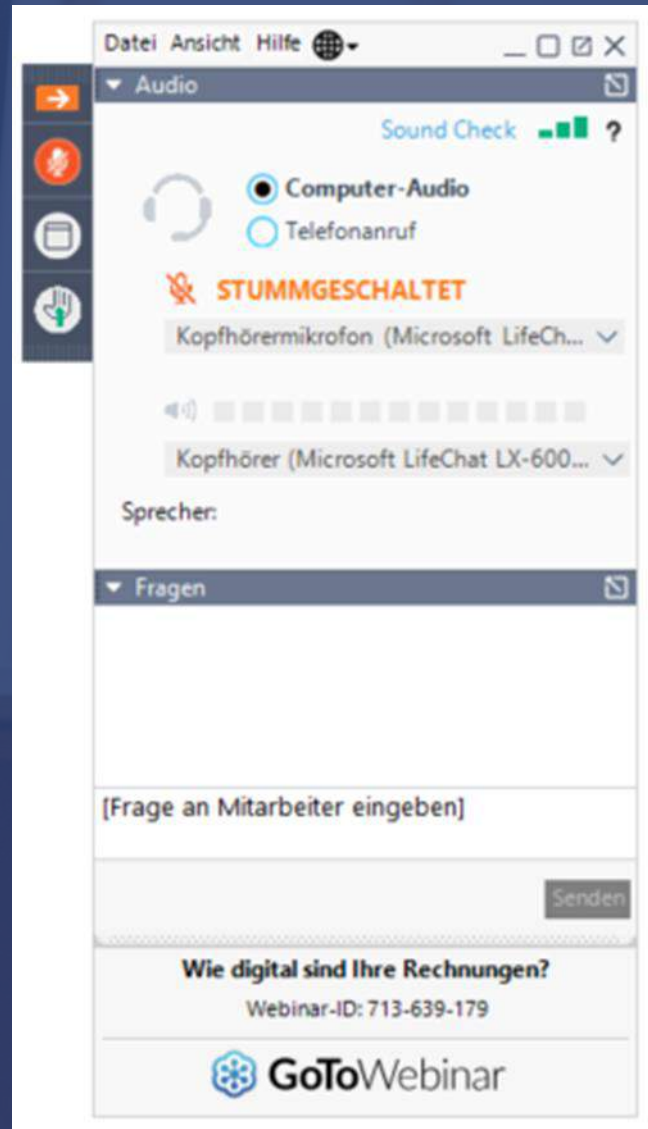 Datei Ansicht Hilfe
Audio
Sound Check ?
Computer-Audio
Telefonanruf
STUMMGESCHALTET
Kopfhörermikrofon (Microsoft LifeCh...
Kopfhörer (Microsoft LifeChat LX-600...
Sprecher:
Fragen
[Frage an Mitarbeiter eingeben]
Senden
Wie digital sind Ihre Rechnungen?
Webinar-ID: 713-639-179
GoToWebinar